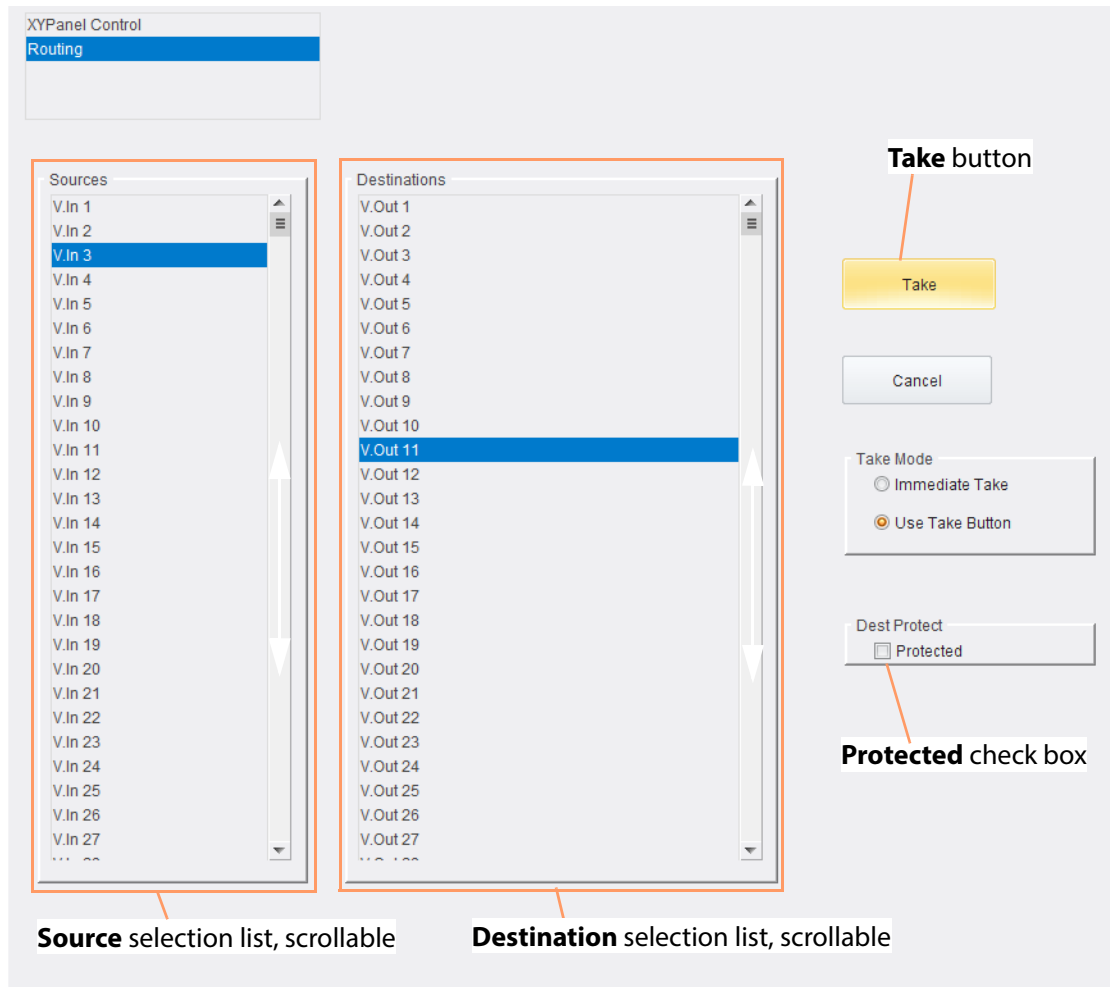 XYPanel Control
Routing
Take button
Sources
V.In 1
V.In 2
V.In 3
V.In 4
V.In 5
V.In 6
V.In 7
V.In 8
V.In 9
V.In 10
V.In 11
V.In 12
V.In 13
V.In 14
V.In 15
V.In 16
V.In 17
V.In 18
V.In 19
V.In 20
V.In 21
V.In 22
V.In 23
V.In 24
V.In 25
V.In 26
V.In 27
Destinations
V.Out 1
V.Out 2
V.Out 3
V.Out 4
V.Out 5
V.Out 6
V.Out 7
V.Out 8
V.Out 9
V.Out 10
V.Out 11
V.Out 12
V.Out 13
V.Out 14
V.Out 15
V.Out 16
V.Out 17
V.Out 18
V.Out 19
V.Out 20
V.Out 21
V.Out 22
V.Out 23
V.Out 24
V.Out 25
V.Out 26
V.Out 27
Take
Cancel
Take Mode
Immediate Take
Use Take Button
Dest Protect
Protected
Protected check box
Source selection list, scrollable
Destination selection list, scrollable